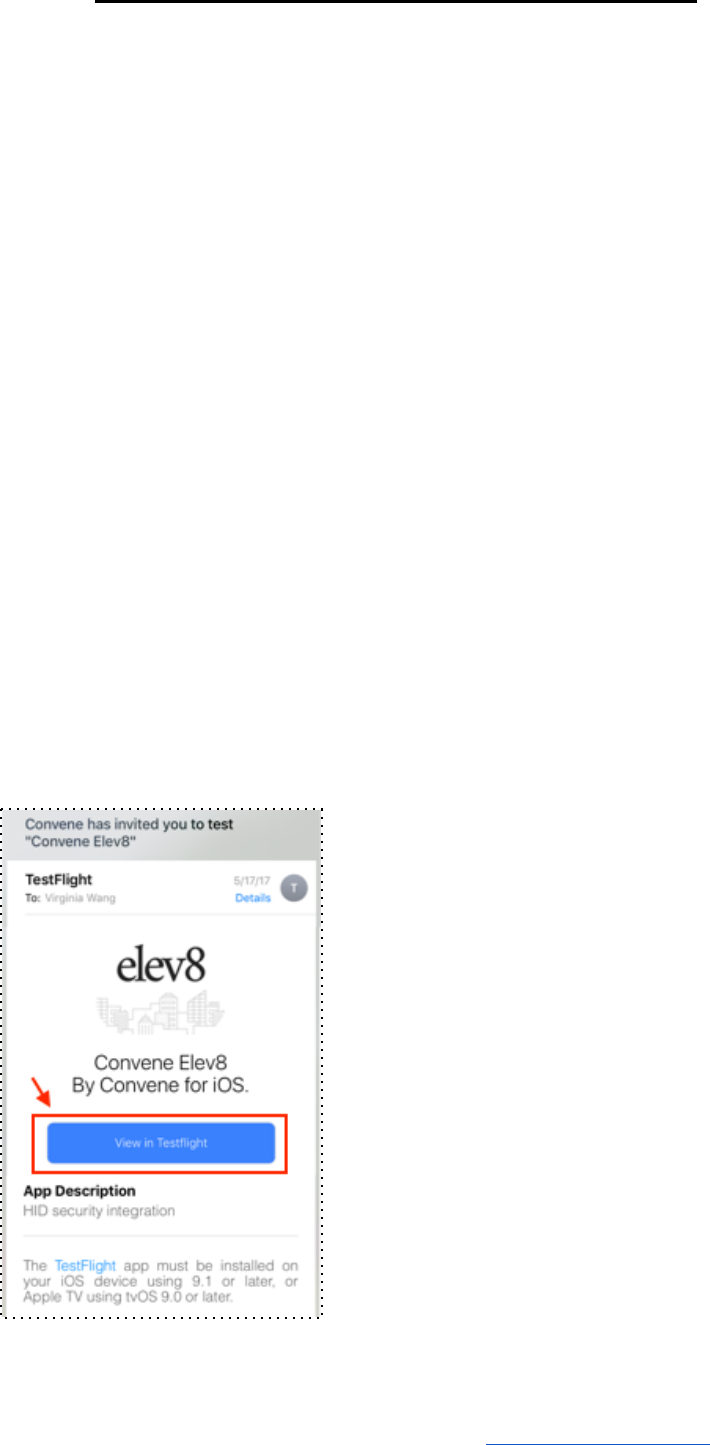 Convene has invited you to test
"Convene Elev8"
TestFlight
5/17/17
T
To: Virginia Wang
Details
elev8
Convene Elev8
By Convene for iOS.
View in Testflight
App Description
HID security integration
The TestFlight app must be installed on
your iOS device using 9.1 or later, or
Apple TV using tvOS 9.0 or later.